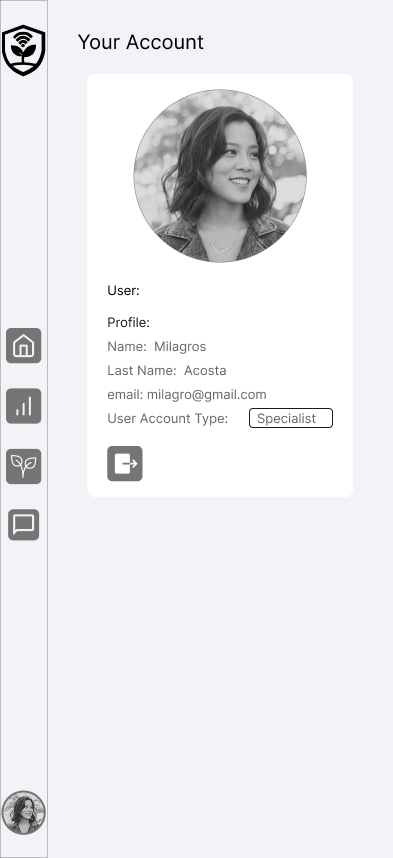 Your Account
User:
Profile:
Name: Milagros
Last Name: Acosta
email: milagro@gmail.com
User Account Type: Specialist